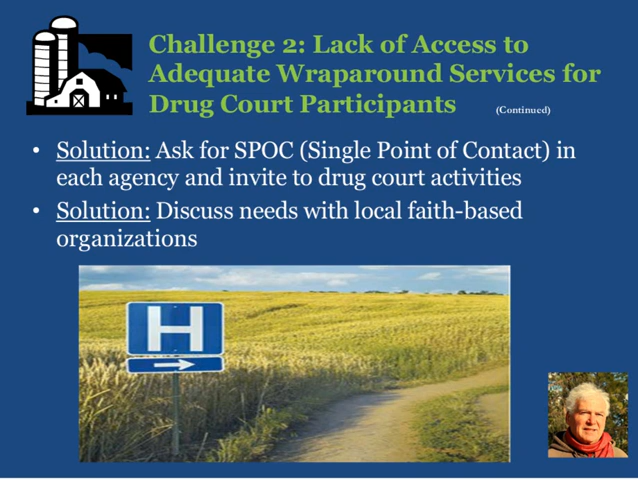 Challenge 2: Lack of Access to
Adequate Wraparound Services for
Drug Court Participants (Continued)
• Solution: Ask for SPOC (Single Point of Contact) in
each agency and invite to drug court activities
• Solution: Discuss needs with local faith-based
organizations
H